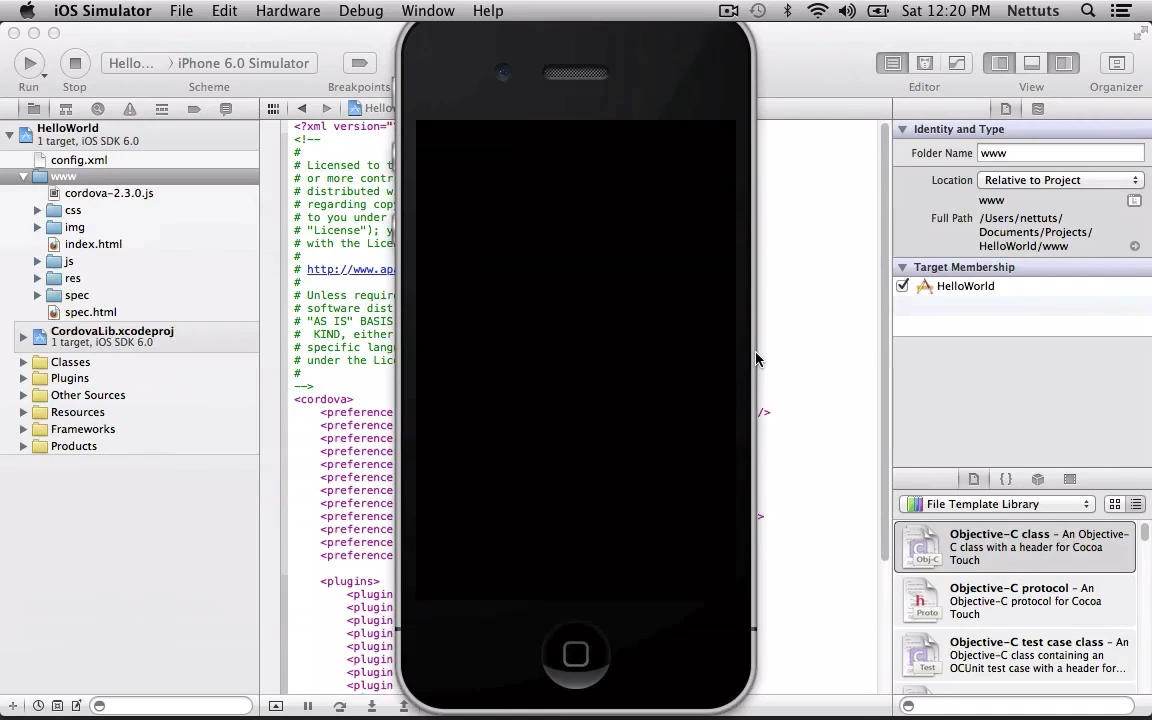 iOS Simulator File Edit Hardware Debug Window Help Sat 12:20 PM Nettuts
Run
Stop
Hello... iPhone 6.0 Simulator
Scheme
Breakpoints
Editor
View
Organizer
HelloWorld
1 target, iOS SDK 6.0
config.xml
www
cordova-2.3.0.js
css
img
index.html
js
res
spec
spec.html
CordovaLib.xcodeproj
1 target, iOS SDK 6.0
Classes
Plugins
Other Sources
Resources
Frameworks
Products
Hello
<?xml version="
<!--
#
# Licensed to t
# or more contr
# distributed w
# regarding cop
# to you under
# "License"); y
# with the Lice
#
# http://www.apa
#
# Unless require
# software dist
# "AS IS" BASIS
# KIND, either
# specific lang
# under the Lic
#
-->
<cordova>
<preference />
<preference
<preference
<preference
<preference
<preference
<preference
<preference
<preference >
<preference
<preference
<preference
<plugins>
<plugin
<plugin
<plugin
<plugin
<plugin
<plugin
<plugin
<plugin
Identity and Type
Folder Name www
Location Relative to Project
www
Full Path /Users/nettuts/
Documents/Projects/
HelloWorld/www
Target Membership
HelloWorld
File Template Library
Objective-C class – An Objective-
C class with a header for Cocoa
Touch
Obj-C
Objective-C protocol – An
Objective-C protocol for Cocoa
Touch
Proto
Objective-C test case class – An
Objective-C class containing an
OCUnit test case with a header for...
Test